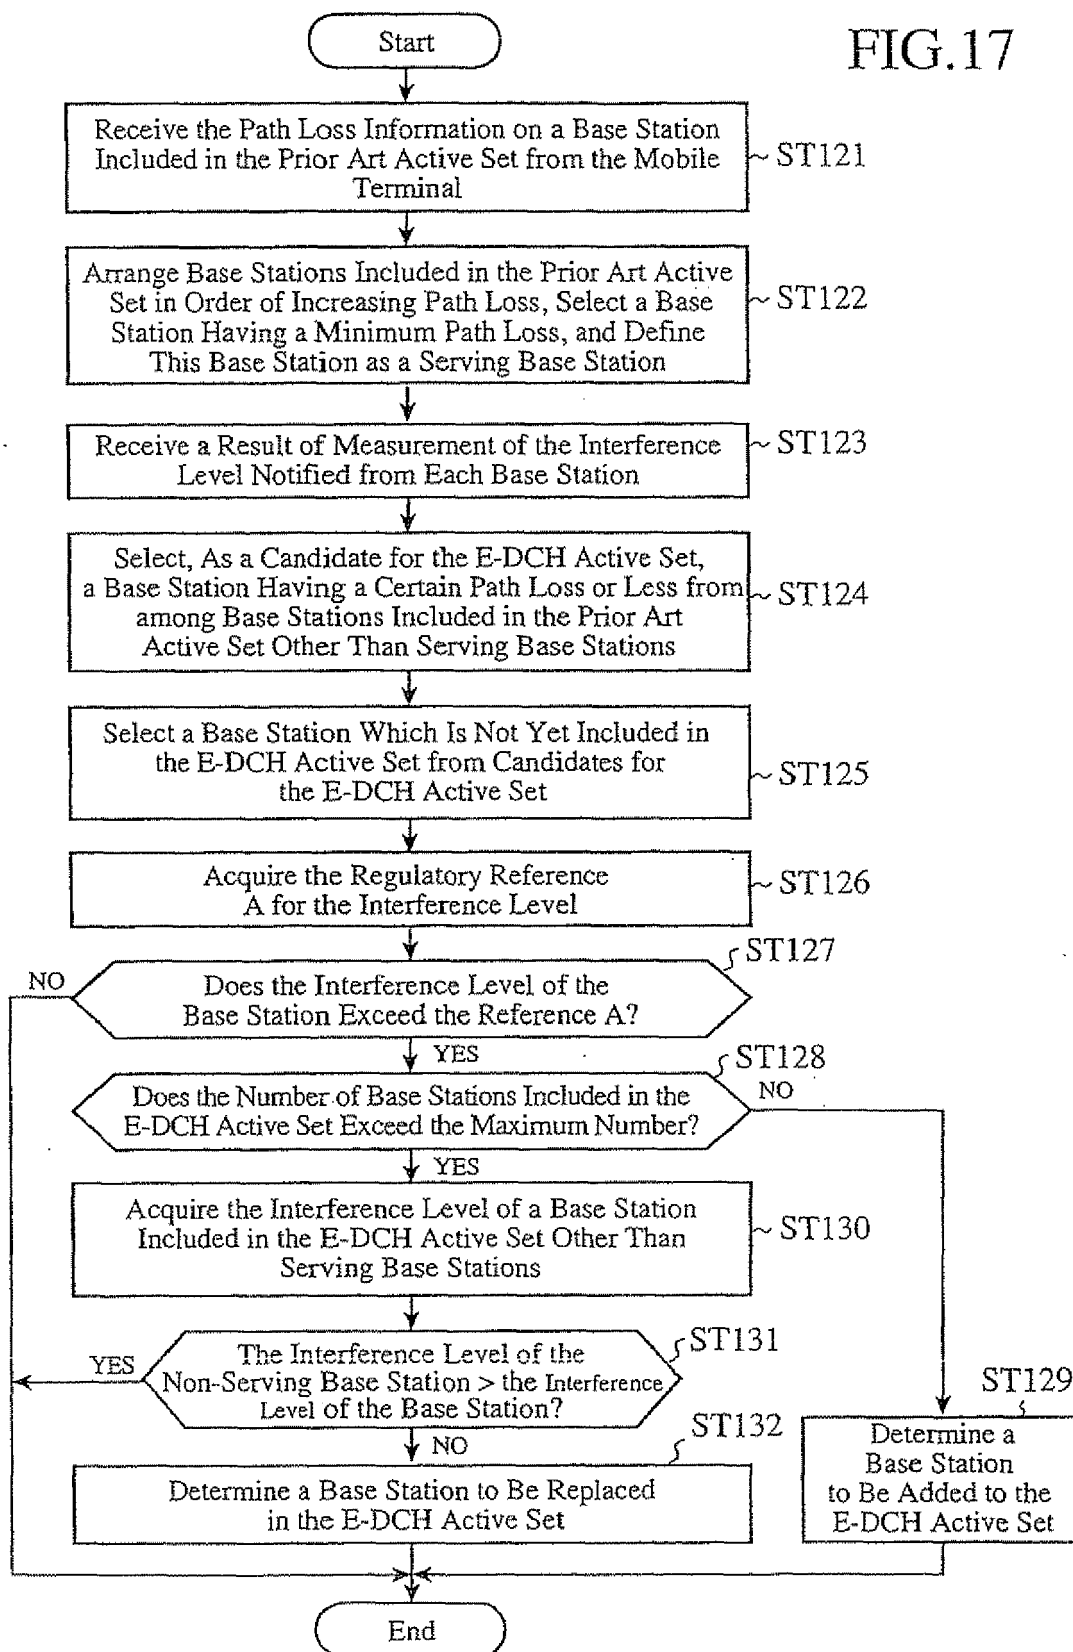 FIG.17
Start
Receive the Path Loss Information on a Base Station
Included in the Prior Art Active Set from the Mobile
Terminal
ST121
Arrange Base Stations Included in the Prior Art Active
Set in Order of Increasing Path Loss, Select a Base
Station Having a Minimum Path Loss, and Define
This Base Station as a Serving Base Station
ST122
Receive a Result of Measurement of the Interference
Level Notified from Each Base Station
ST123
Select, As a Candidate for the E-DCH Active Set,
a Base Station Having a Certain Path Loss or Less from
among Base Stations Included in the Prior Art
Active Set Other Than Serving Base Stations
ST124
Select a Base Station Which Is Not Yet Included in
the E-DCH Active Set from Candidates for
the E-DCH Active Set
ST125
Acquire the Regulatory Reference
A for the Interference Level
ST126
ST127
NO
Does the Interference Level of the
Base Station Exceed the Reference A?
YES
ST128
Does the Number of Base Stations Included in the
E-DCH Active Set Exceed the Maximum Number?
NO
YES
Acquire the Interference Level of a Base Station
Included in the E-DCH Active Set Other Than
Serving Base Stations
ST130
ST131
YES
The Interference Level of the
Non-Serving Base Station > the Interference
Level of the Base Station?
NO
ST132
Determine a Base Station to Be Replaced
in the E-DCH Active Set
ST129
Determine a
Base Station
to Be Added to the
E-DCH Active Set
End